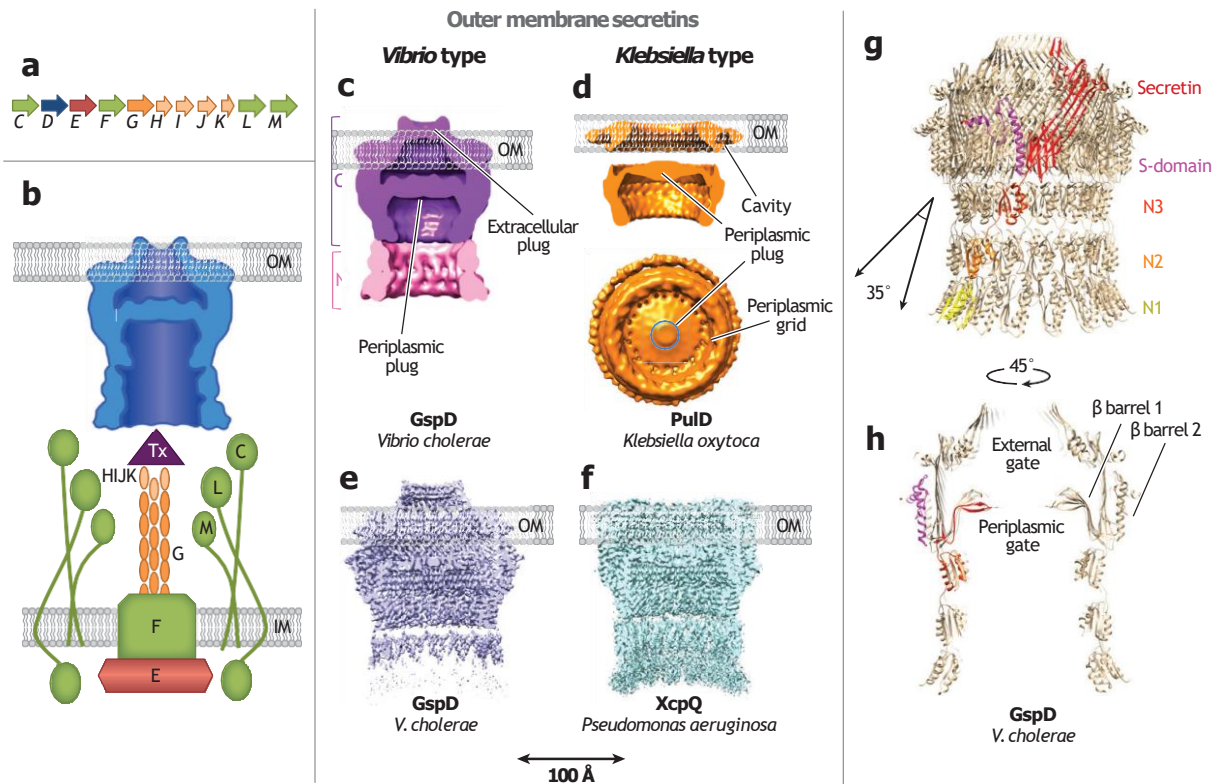 a
C D E F G H I J K L M
b
OM
Tx
HIJK
C
L
M
G
F
IM
E
Outer membrane secretins
Vibrio type
Klebsiella type
c
OM
C
N
Extracellular
plug
Periplasmic
plug
GspD
Vibrio cholerae
d
OM
Cavity
Periplasmic
plug
Periplasmic
grid
PulD
Klebsiella oxytoca
e
OM
GspD
V. cholerae
f
OM
XcpQ
Pseudomonas aeruginosa
100 Å
g
Secretin
S-domain
N3
N2
N1
35°
45°
h
β barrel 1
β barrel 2
External
gate
Periplasmic
gate
GspD
V. cholerae